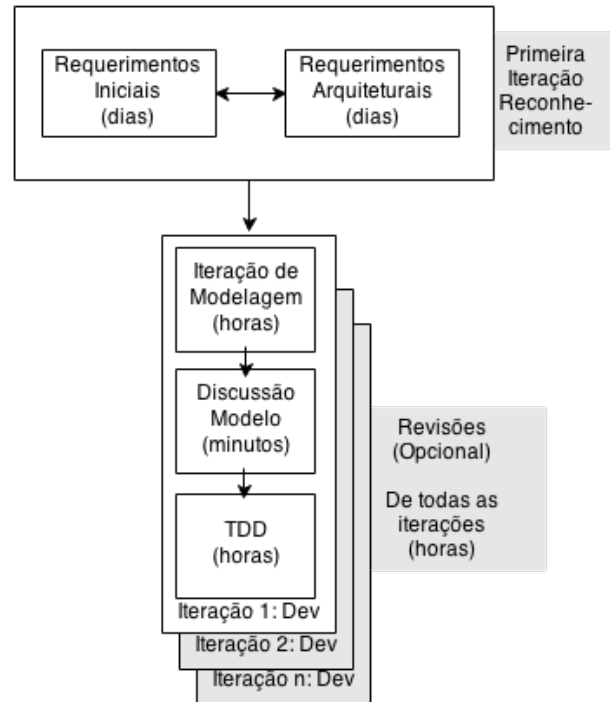 Requerimentos
Iniciais
(dias)
Requerimentos
Arquiteturais
(dias)
Primeira
Iteração
Reconhe-
cimento
Iteração de
Modelagem
(horas)
Discussão
Modelo
(minutos)
TDD
(horas)
Iteração 1: Dev
Iteração 2: Dev
Iteração n: Dev
Revisões
(Opcional)
De todas as
iterações
(horas)